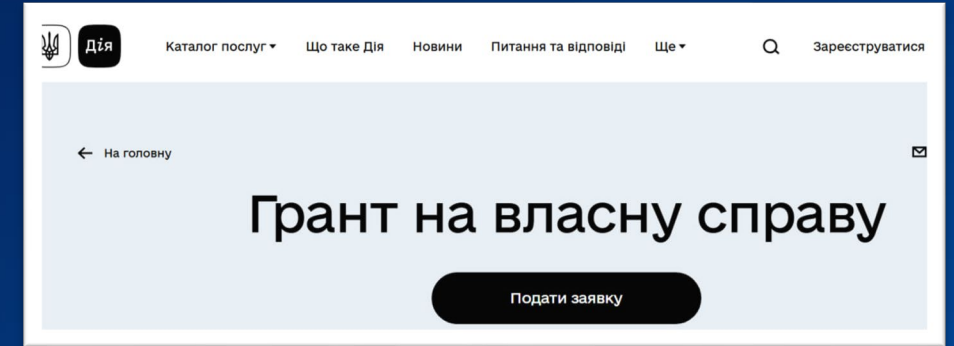 Дія Каталог послуг Що таке Дія Новини Питання та відповіді Ще Зареєструватися
На головну
Грант на власну справу
Подати заявку